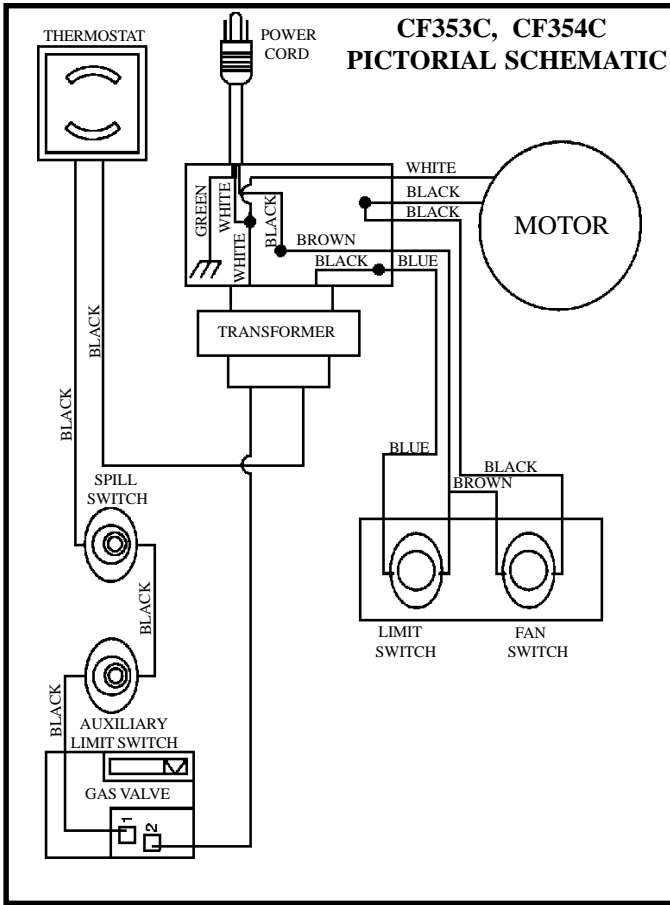 CF353C, CF354C
PICTORIAL SCHEMATIC
THERMOSTAT
POWER
CORD
WHITE
BLACK
BLACK
MOTOR
GREEN
WHITE
WHITE
BLACK
BROWN
BLACK
BLUE
TRANSFORMER
BLACK
BLACK
BLUE
BLACK
BROWN
SPILL
SWITCH
BLACK
LIMIT
SWITCH
FAN
SWITCH
BLACK
AUXILIARY
LIMIT SWITCH
GAS VALVE
1
2